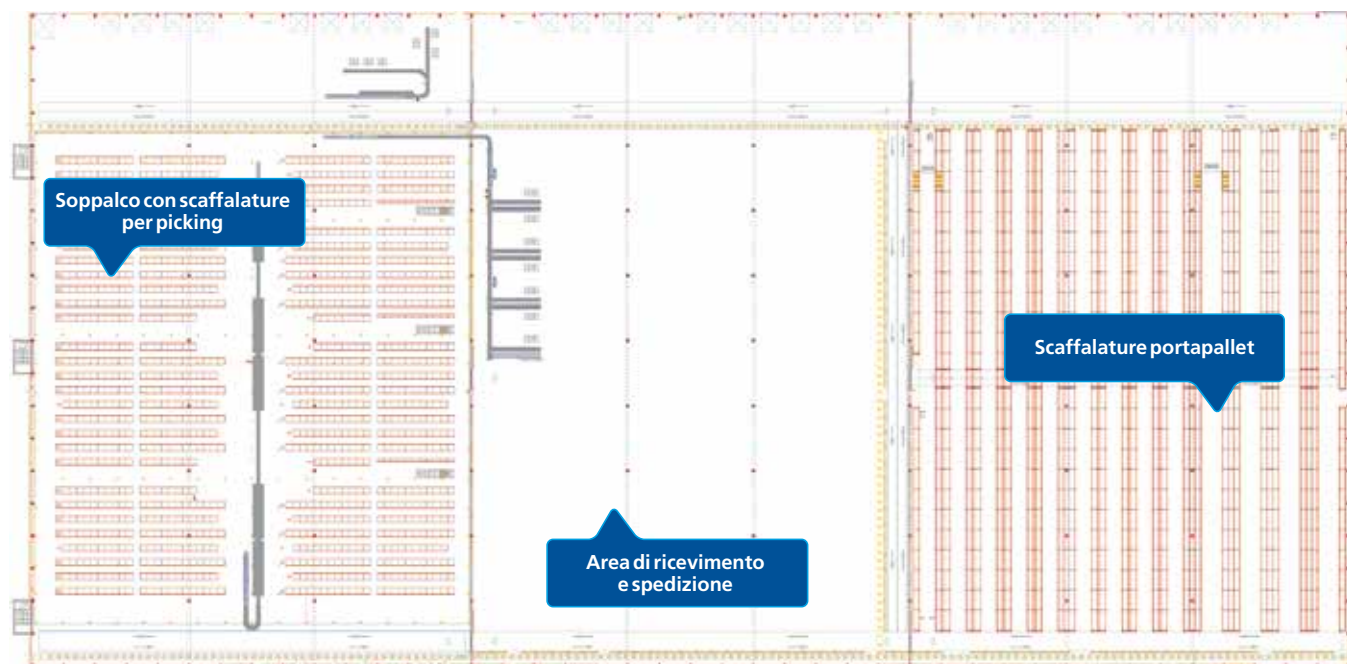 Soppalco con scaffalature
per picking
Scaffalature portapallet
Area di ricevimento
e spedizione